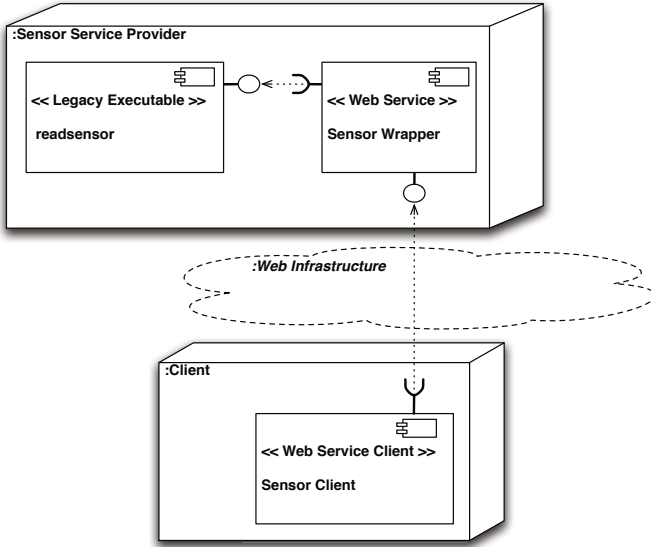 :Sensor Service Provider
<< Legacy Executable >>
readsensor
<< Web Service >>
Sensor Wrapper
:Web Infrastructure
:Client
<< Web Service Client >>
Sensor Client